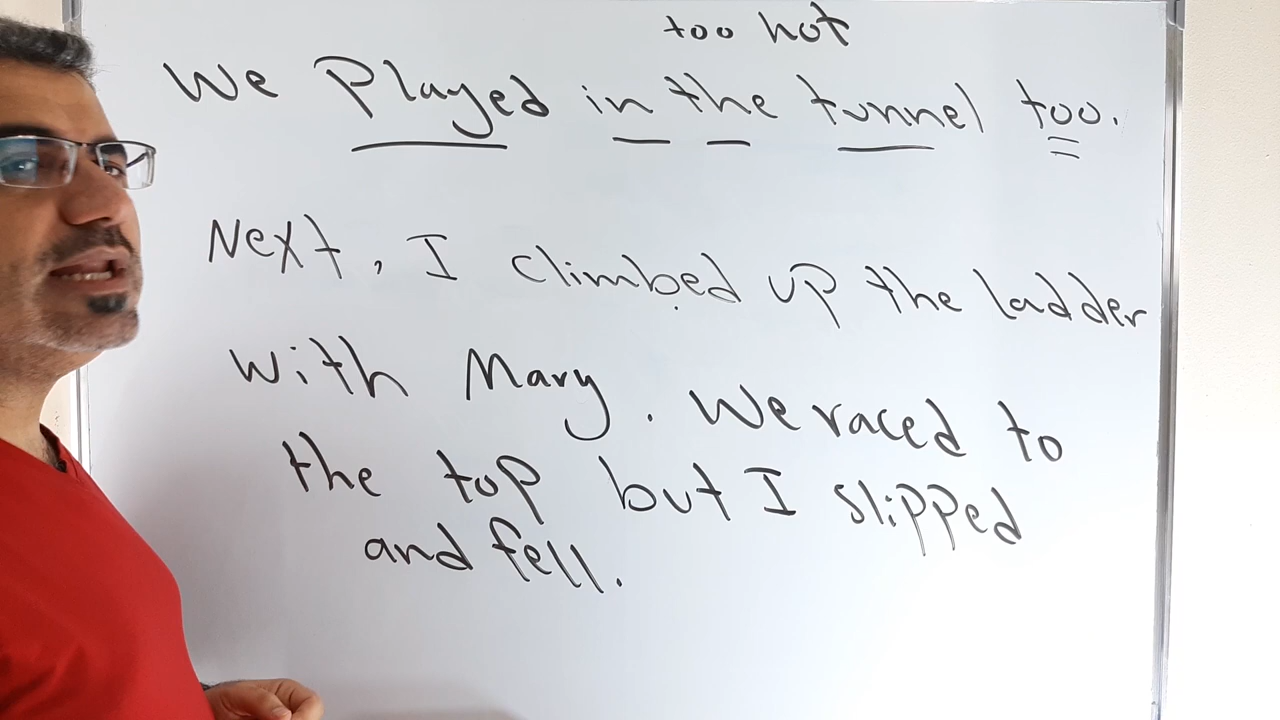 too hot
We Played in the tunnel too.
Next, I climbed up the ladder
with Mary. We raced to
the top but I slipped
and fell.